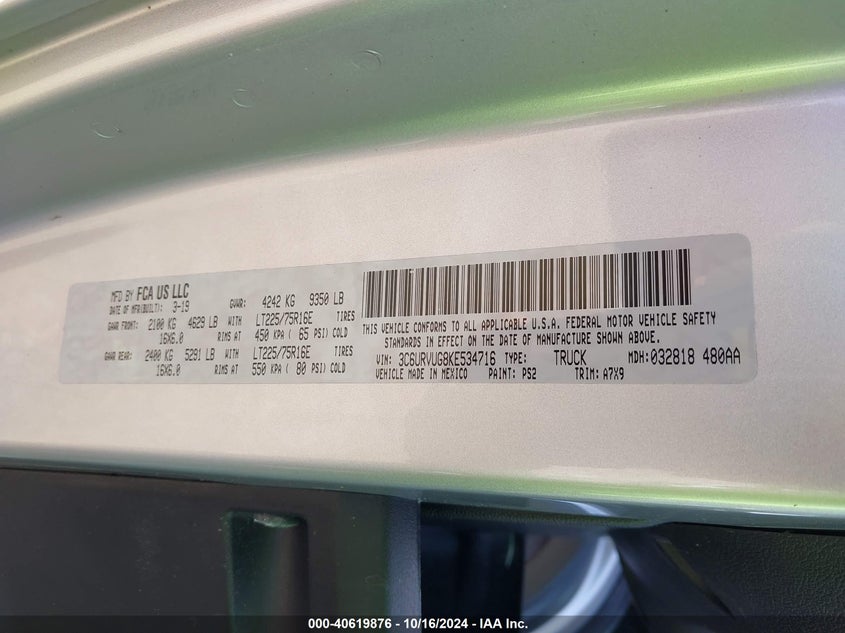 MFD BY FCA US LLC
DATE OF MFR(BUILT): 3-19 GVWR: 4242 KG 9350 LB
GAWR FRONT: 2100 KG 4629 LB WITH LT225/75R16E TIRES
16X6.0 RIMS AT 450 KPA ( 65 PSI) COLD
GAWR REAR: 2400 KG 5291 LB WITH LT225/75R16E TIRES
16X6.0 RIMS AT 550 KPA ( 80 PSI) COLD
THIS VEHICLE CONFORMS TO ALL APPLICABLE U.S.A. FEDERAL MOTOR VEHICLE SAFETY
STANDARDS IN EFFECT ON THE DATE OF MANUFACTURE SHOWN ABOVE.
VIN: 3C6URVUG8KE534716 TYPE: TRUCK MDH:032818 480AA
VEHICLE MADE IN MEXICO PAINT: PS2 TRIM: A7X9
000-40619876 - 10/16/2024 - IAA Inc.